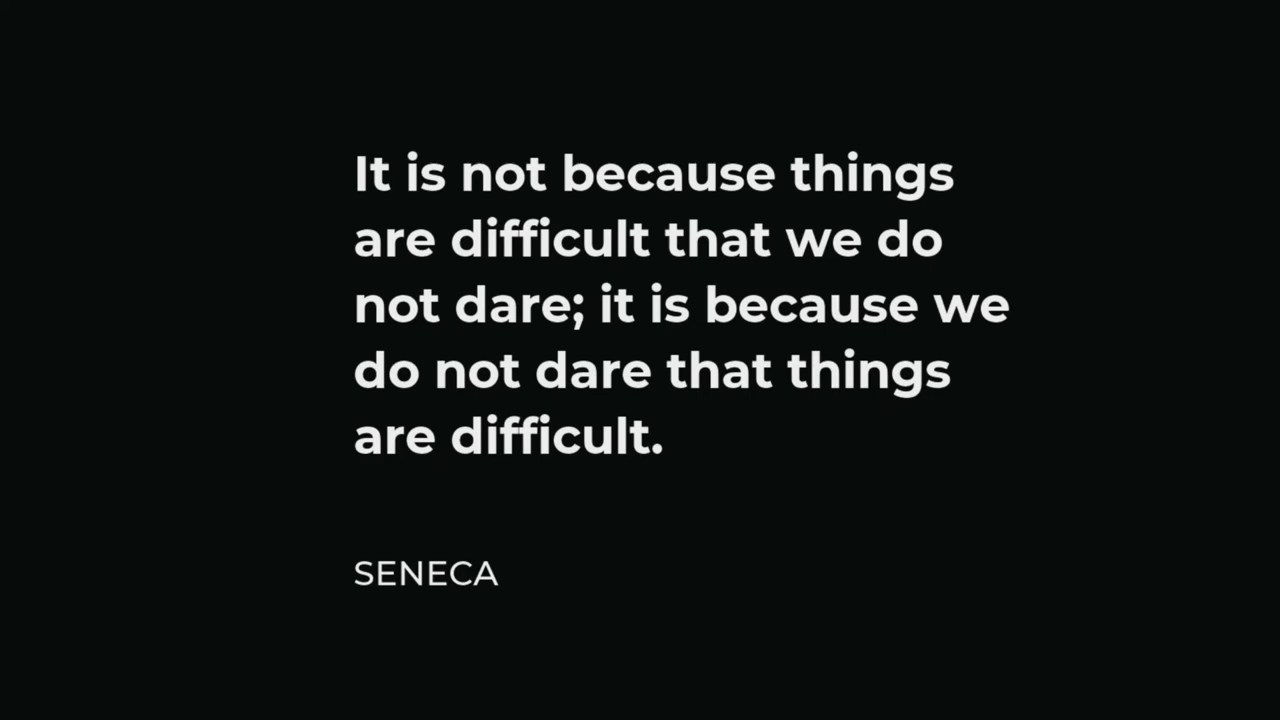 It is not because things
are difficult that we do
not dare; it is because we
do not dare that things
are difficult.
SENECA